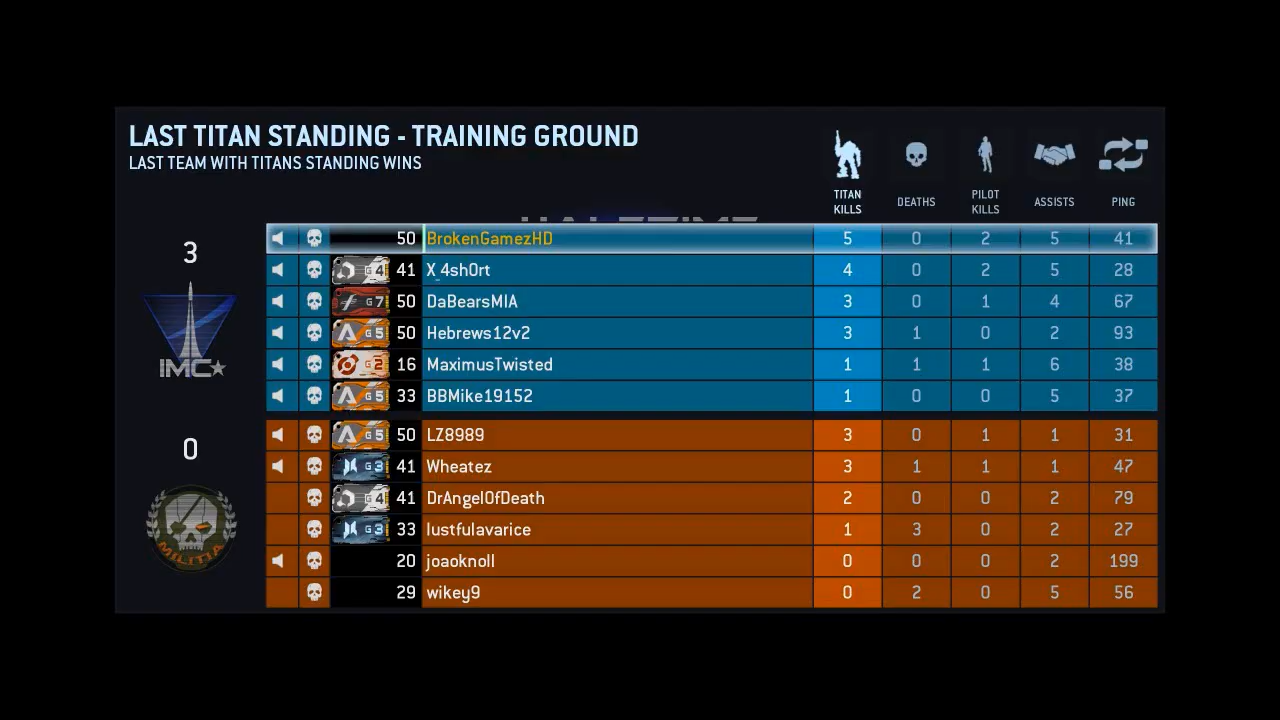 LAST TITAN STANDING - TRAINING GROUND
LAST TEAM WITH TITANS STANDING WINS
TITAN KILLS DEATHS PILOT KILLS ASSISTS PING
3
IMC
50 BrokenGamezHD 5 0 2 5 41
G4 41 X_4sh0rt 4 0 2 5 28
G7 50 DaBearsMIA 3 0 1 4 67
G5 50 Hebrews12v2 3 1 0 2 93
G2 16 MaximusTwisted 1 1 1 6 38
G5 33 BBMike19152 1 0 0 5 37
0
MILITIA
G5 50 LZ8989 3 0 1 1 31
G3 41 Wheatez 3 1 1 1 47
G4 41 DrAngelOfDeath 2 0 0 2 79
G3 33 lustfulavarice 1 3 0 2 27
20 joaoknoll 0 0 0 2 199
29 wikey9 0 2 0 5 56